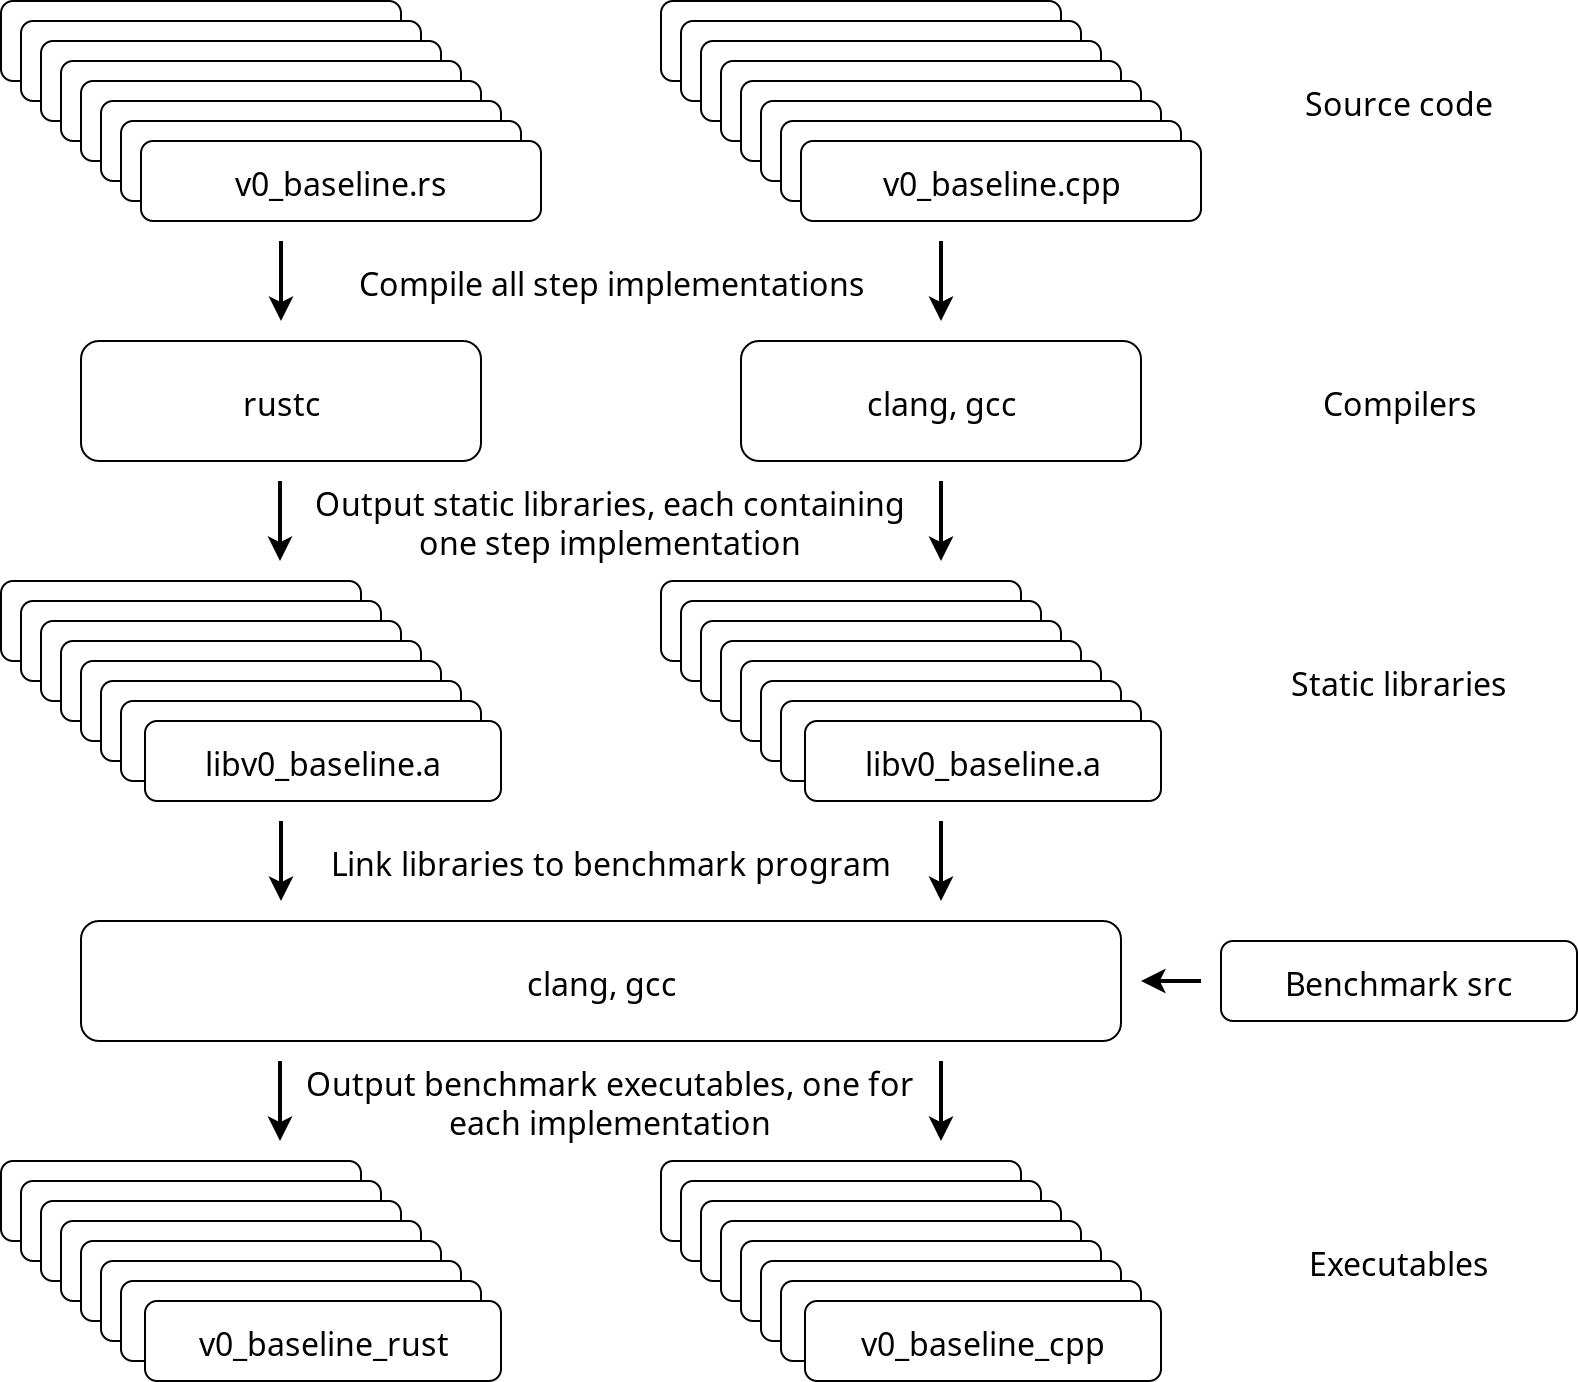 v0_baseline.rs
v0_baseline.cpp
Source code
Compile all step implementations
rustc
clang, gcc
Compilers
Output static libraries, each containing
one step implementation
libv0_baseline.a
libv0_baseline.a
Static libraries
Link libraries to benchmark program
clang, gcc
Benchmark src
Output benchmark executables, one for
each implementation
v0_baseline_rust
v0_baseline_cpp
Executables